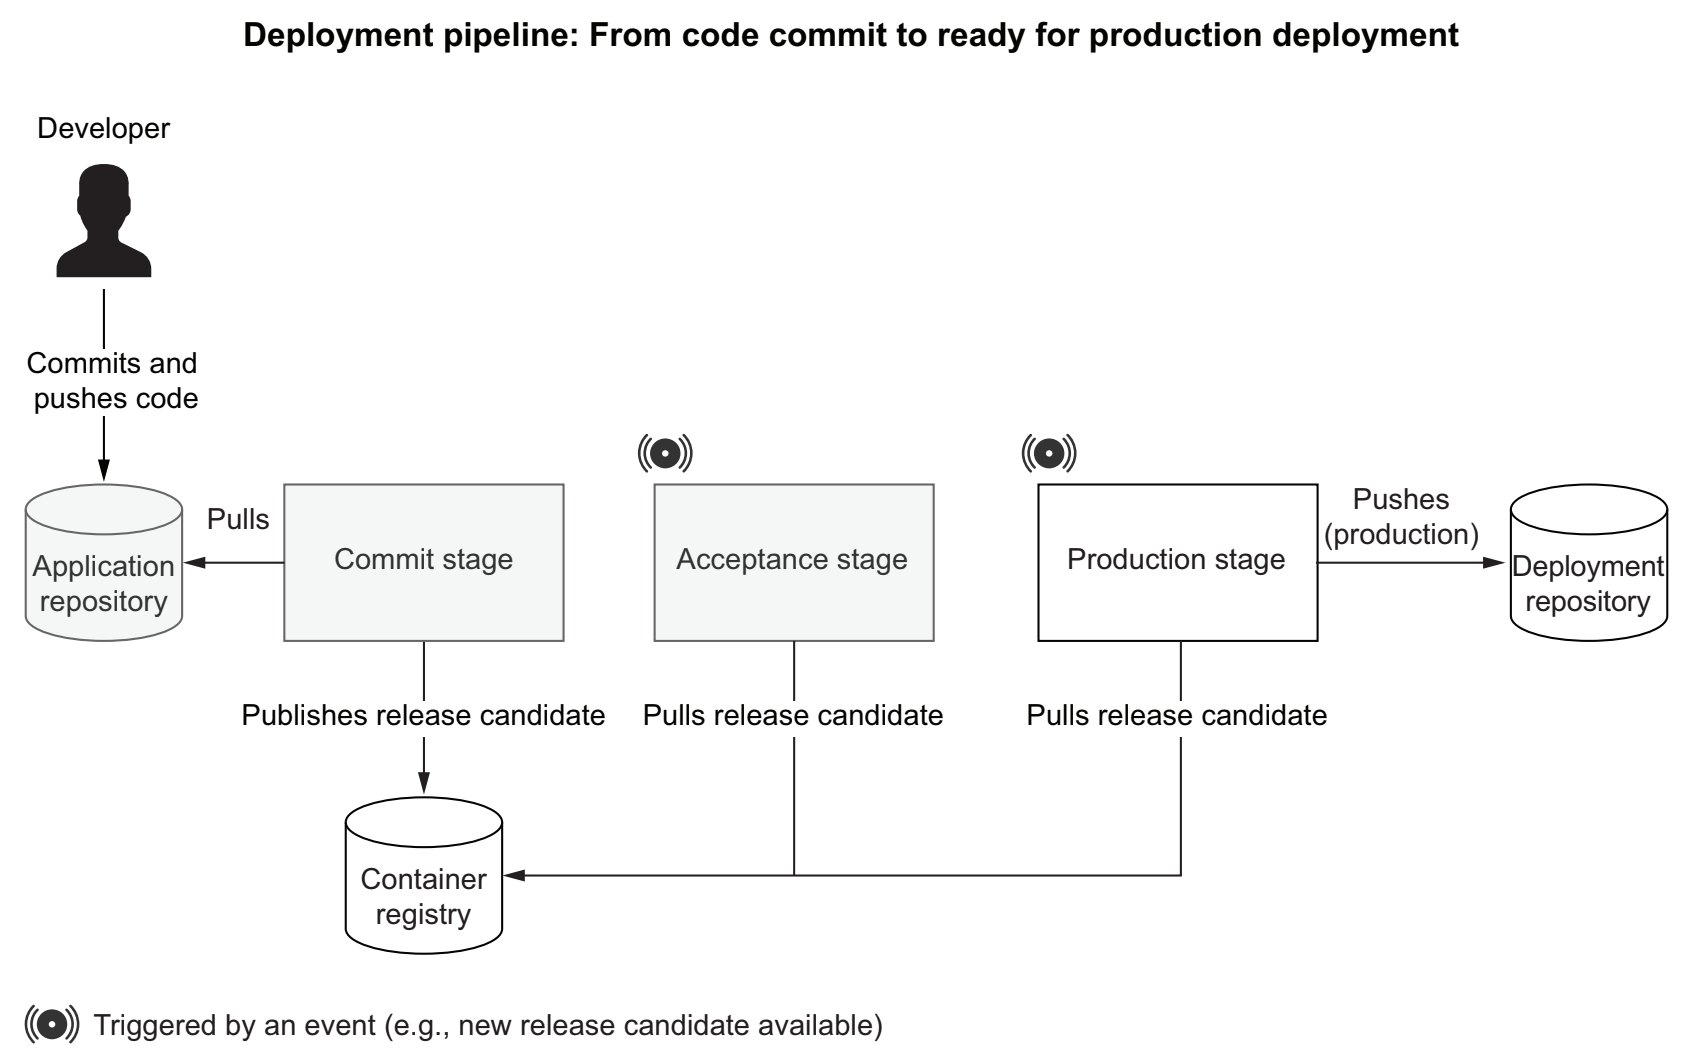 Deployment pipeline: From code commit to ready for production deployment
Developer
Commits and
pushes code
Application
repository
Pulls
Commit stage
Acceptance stage
Production stage
Pushes
(production)
Deployment
repository
Publishes release candidate
Pulls release candidate
Pulls release candidate
Container
registry
Triggered by an event (e.g., new release candidate available)